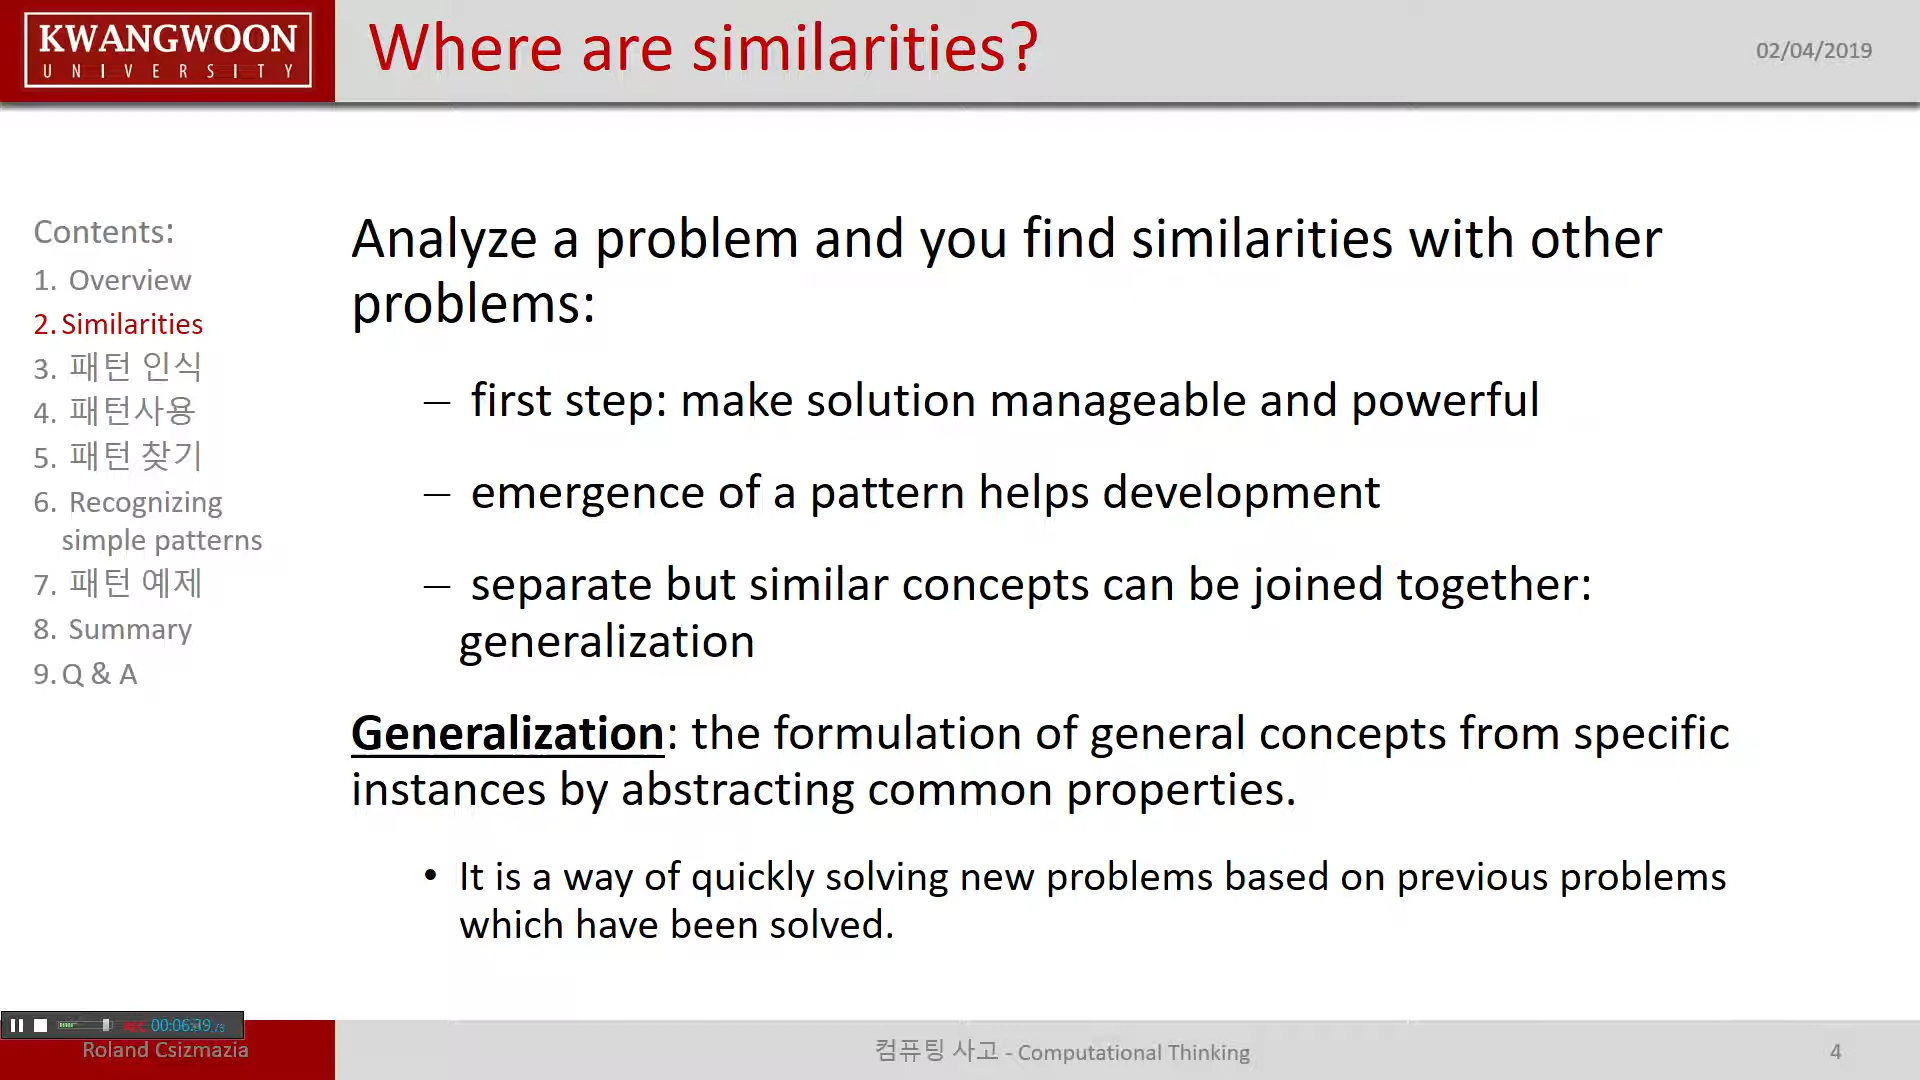 KWANGWOON
UNIVERSITY
Where are similarities?
02/04/2019
Contents:
1. Overview
2. Similarities
3. 패턴 인식
4. 패턴사용
5. 패턴 찾기
6. Recognizing
simple patterns
7. 패턴 예제
8. Summary
9. Q & A
Analyze a problem and you find similarities with other
problems:
– first step: make solution manageable and powerful
– emergence of a pattern helps development
– separate but similar concepts can be joined together:
generalization
Generalization: the formulation of general concepts from specific
instances by abstracting common properties.
• It is a way of quickly solving new problems based on previous problems
which have been solved.
REC
Roland Csizmazia
컴퓨팅 사고 - Computational Thinking
4